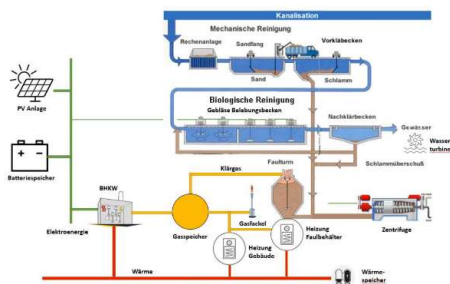 Kanalisation
Mechanische Reinigung
Rechenanlage
Sandfang
Vorklärbecken
Sand
Schlamm
PV Anlage
Biologische Reinigung
Gebläse Belebungsbecken
Nachklärbecken
Gewässer
Wasser
turbine
Batteriespeicher
Faulturm
Schlammüberschuß
Klärgas
BHKW
Elektroenergie
Gasspeicher
Gasfackel
Heizung
Gebäude
Heizung
Faulbehälter
Zentrifuge
Wärme
Wärme-
speicher